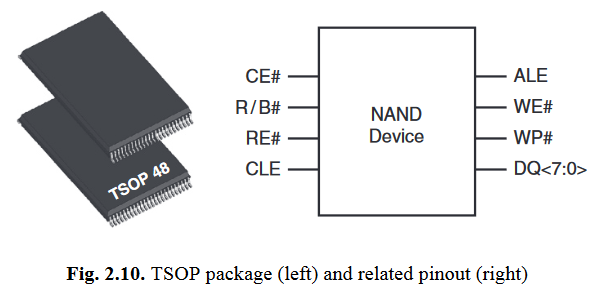 TSOP 48
CE#
R/B#
RE#
CLE
NAND
Device
ALE
WE#
WP#
DQ<7:0>
Fig. 2.10. TSOP package (left) and related pinout (right)